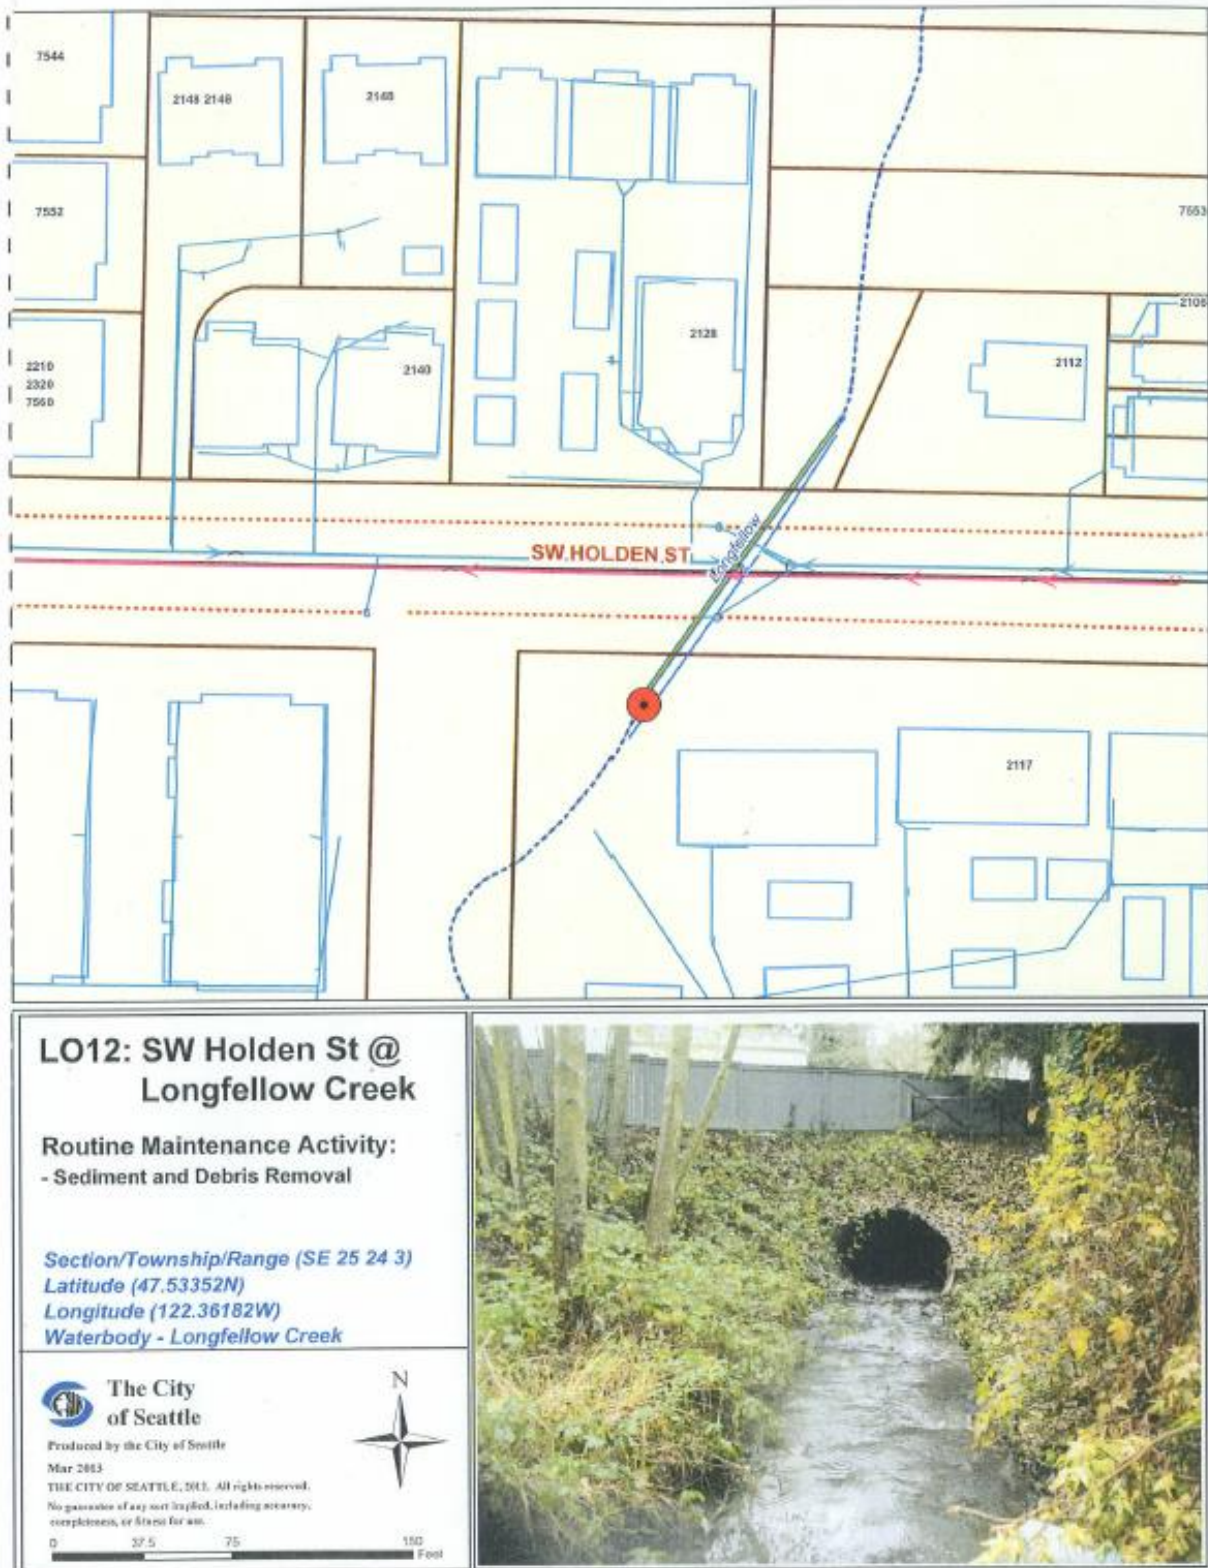 7544
2148 2148
2148
7552
7553
2106
2128
2112
2140
2210
2320
7560
SW HOLDEN ST
Longfellow
2117
LO12: SW Holden St @
Longfellow Creek
Routine Maintenance Activity:
- Sediment and Debris Removal
Section/Township/Range (SE 25 24 3)
Latitude (47.53352N)
Longitude (122.36182W)
Waterbody - Longfellow Creek
The City
of Seattle
N
Produced by the City of Seattle
Mar 2013
THE CITY OF SEATTLE, 2013. All rights reserved.
No guarantee of any sort implied, including accuracy,
completeness, or fitness for use.
0 37.5 75 150
Feet